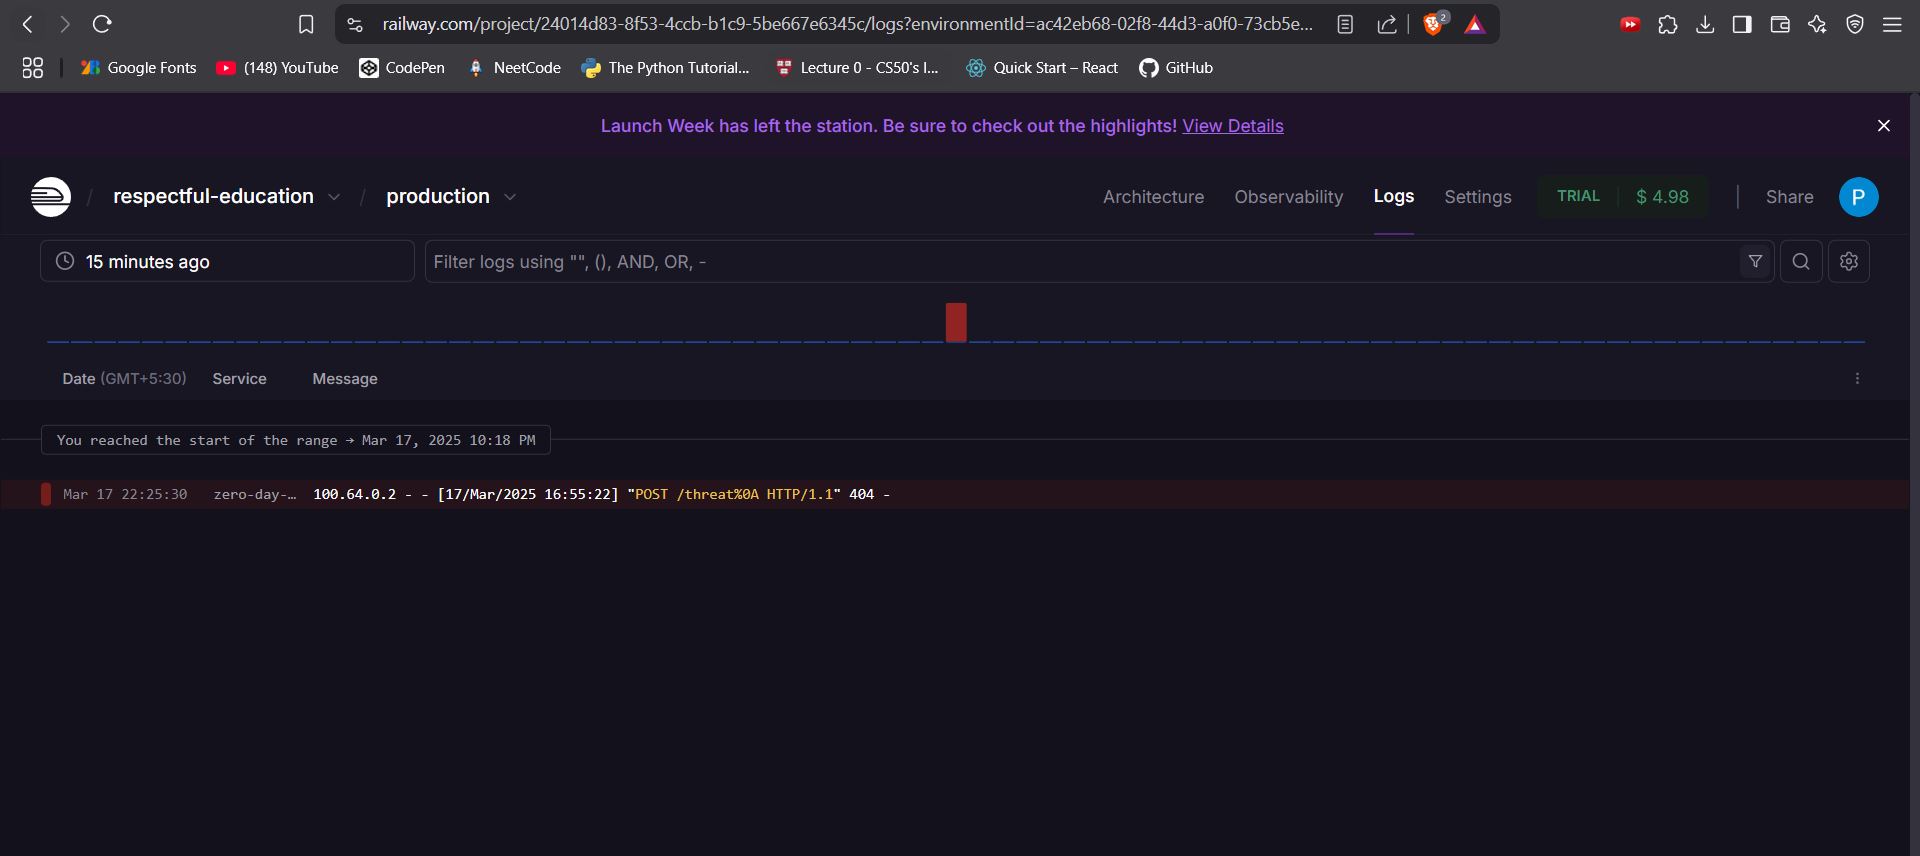 railway.com/project/24014d83-8f53-4ccb-b1c9-5be667e6345c/logs?environmentId=ac42eb68-02f8-44d3-a0f0-73cb5e...
2
Google Fonts
(148) YouTube
CodePen
NeetCode
The Python Tutorial...
Lecture 0 - CS50's I...
Quick Start – React
GitHub
Launch Week has left the station. Be sure to check out the highlights! View Details
/ respectful-education / production
Architecture
Observability
Logs
Settings
TRIAL
$ 4.98
Share
P
15 minutes ago
Filter logs using "", (), AND, OR, -
Date (GMT+5:30) Service Message
You reached the start of the range → Mar 17, 2025 10:18 PM
Mar 17 22:25:30 zero-day-… 100.64.0.2 - - [17/Mar/2025 16:55:22] "POST /threat%0A HTTP/1.1" 404 -